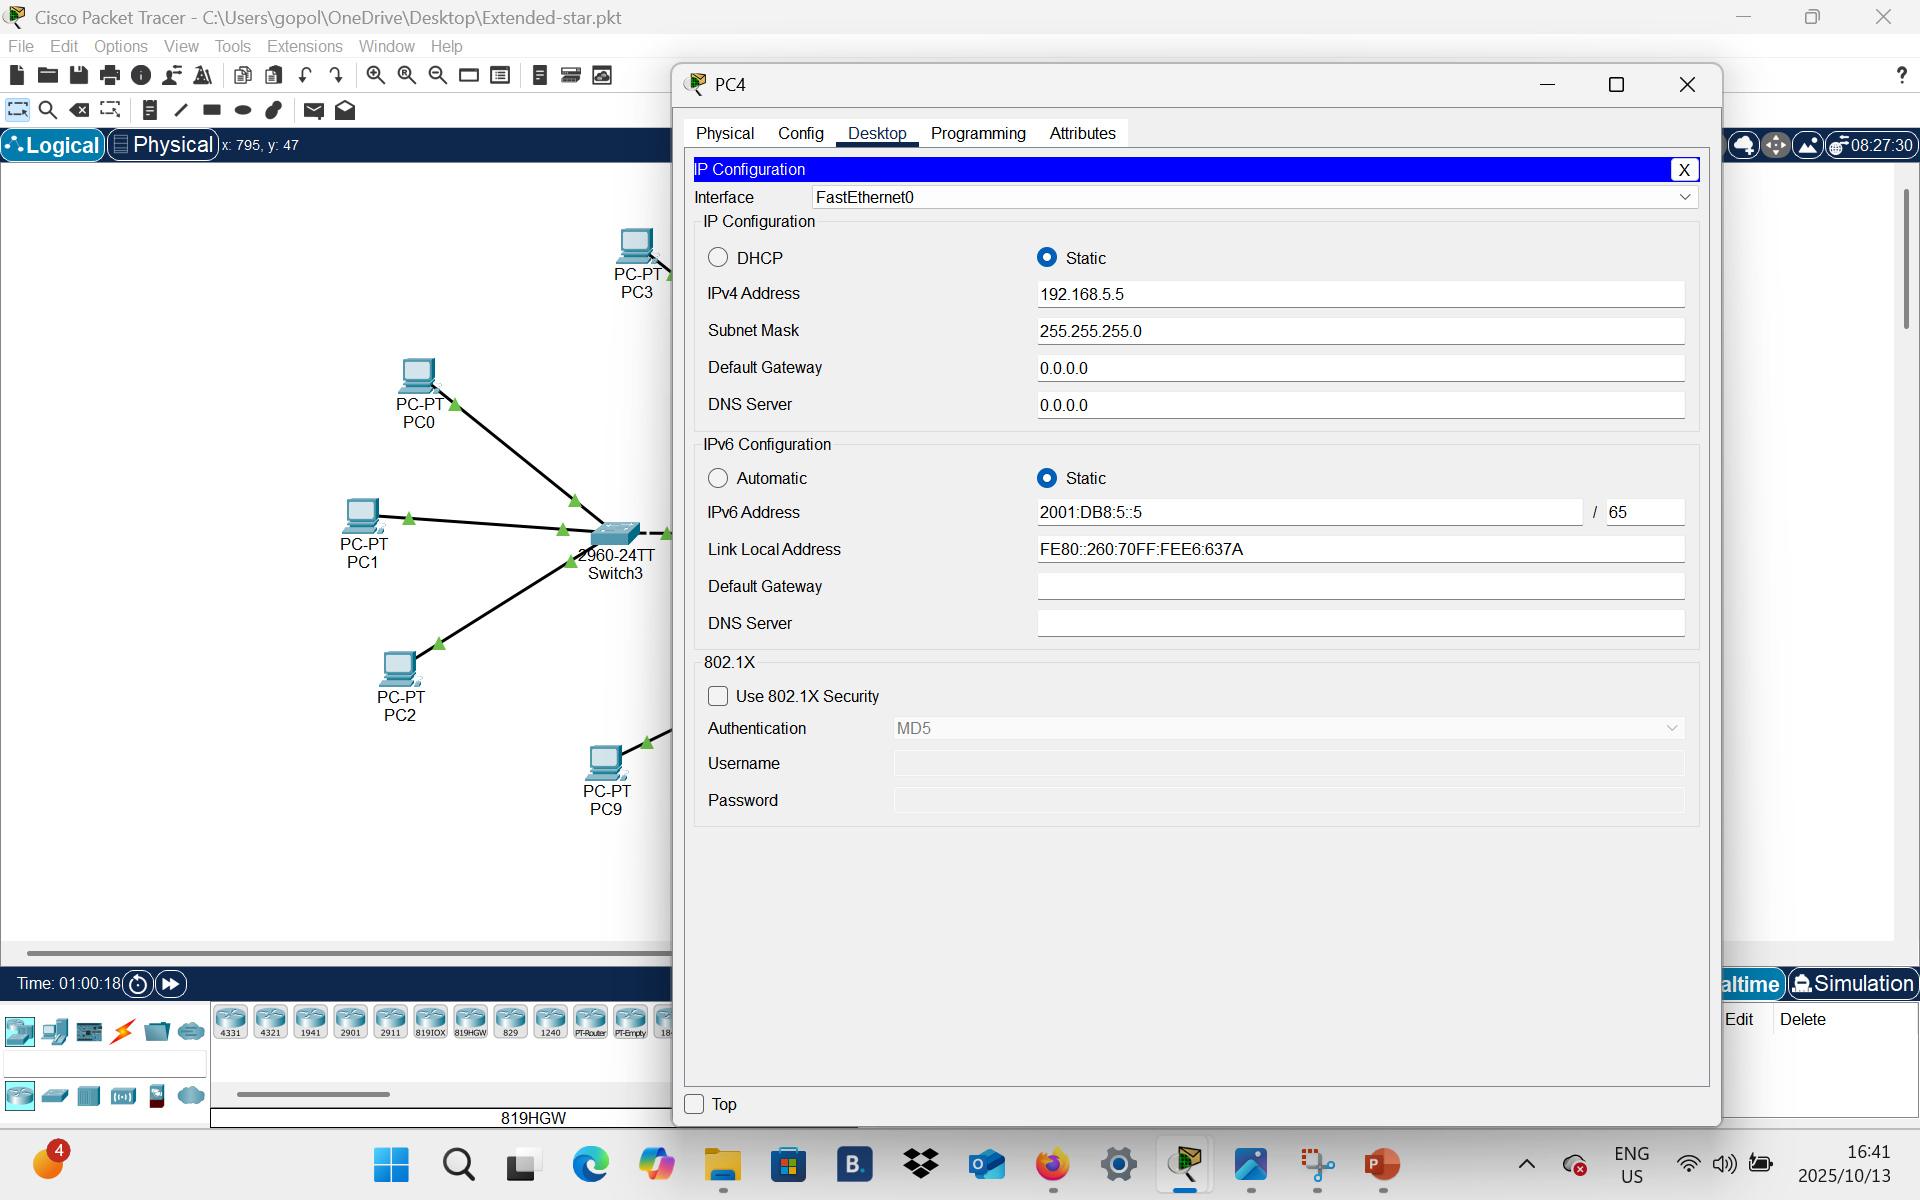 Cisco Packet Tracer - C:\Users\gopol\OneDrive\Desktop\Extended-star.pkt
File Edit Options View Tools Extensions Window Help
Logical Physical x: 795, y: 47
08:27:30
PC-PT
PC3
PC-PT
PC0
PC-PT
PC1
2960-24TT
Switch3
PC-PT
PC2
PC-PT
PC9
PC4
Physical Config Desktop Programming Attributes
IP Configuration X
Interface FastEthernet0
IP Configuration
DHCP Static
IPv4 Address 192.168.5.5
Subnet Mask 255.255.255.0
Default Gateway 0.0.0.0
DNS Server 0.0.0.0
IPv6 Configuration
Automatic Static
IPv6 Address 2001:DB8:5::5 / 65
Link Local Address FE80::260:70FF:FEE6:637A
Default Gateway
DNS Server
802.1X
Use 802.1X Security
Authentication MD5
Username
Password
Top
Time: 01:00:18
altime Simulation
Edit Delete
4331 4321 1941 2901 2911 819IOX 819HGW 829 1240 PT-Router PT-Empty 18
819HGW
4
B.
ENG
US
16:41
2025/10/13